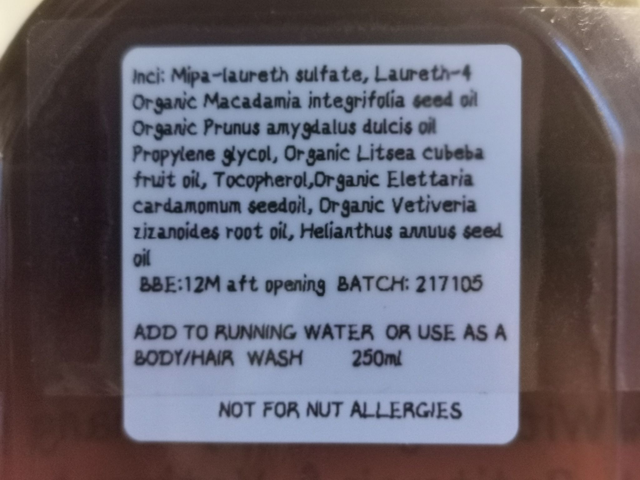 Inci: Mipa-laureth sulfate, Laureth-4
Organic Macadamia integrifolia seed oil
Organic Prunus amygdalus dulcis oil
Propylene glycol, Organic Litsea cubeba
fruit oil, Tocopherol,Organic Elettaria
cardamomum seedoil, Organic Vetiveria
zizanoides root oil, Helianthus annuus seed
oil
BBE:12M aft opening BATCH: 217105
ADD TO RUNNING WATER OR USE AS A
BODY/HAIR WASH 250ml
NOT FOR NUT ALLERGIES